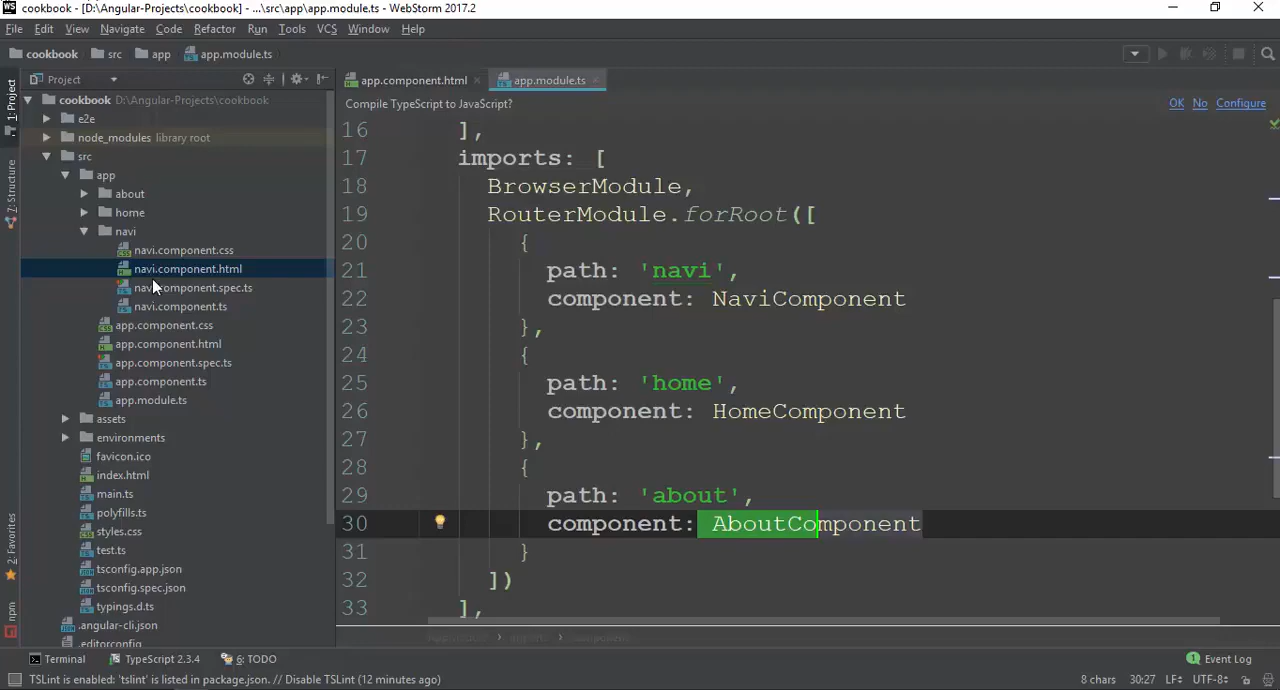 WS cookbook - [D:\Angular-Projects\cookbook] - ...\src\app\app.module.ts - WebStorm 2017.2
File Edit View Navigate Code Refactor Run Tools VCS Window Help
cookbook src app app.module.ts
1: Project
Z: Structure
2: Favorites
npm
Project
cookbook D:\Angular-Projects\cookbook
e2e
node_modules library root
src
app
about
home
navi
navi.component.css
navi.component.html
navi.component.spec.ts
navi.component.ts
app.component.css
app.component.html
app.component.spec.ts
app.component.ts
app.module.ts
assets
environments
favicon.ico
index.html
main.ts
polyfills.ts
styles.css
test.ts
tsconfig.app.json
tsconfig.spec.json
typings.d.ts
.angular-cli.json
.editorconfig
app.component.html app.module.ts
Compile TypeScript to JavaScript? OK No Configure
16 ],
17 imports: [
18 BrowserModule,
19 RouterModule.forRoot([
20 {
21 path: 'navi',
22 component: NaviComponent
23 },
24 {
25 path: 'home',
26 component: HomeComponent
27 },
28 {
29 path: 'about',
30 component: AboutComponent
31 }
32 ])
33 ],
Terminal TypeScript 2.3.4 6: TODO 1 Event Log
TSLint is enabled: 'tslint' is listed in package.json. // Disable TSLint (12 minutes ago) 8 chars 30:27 LF÷ UTF-8÷